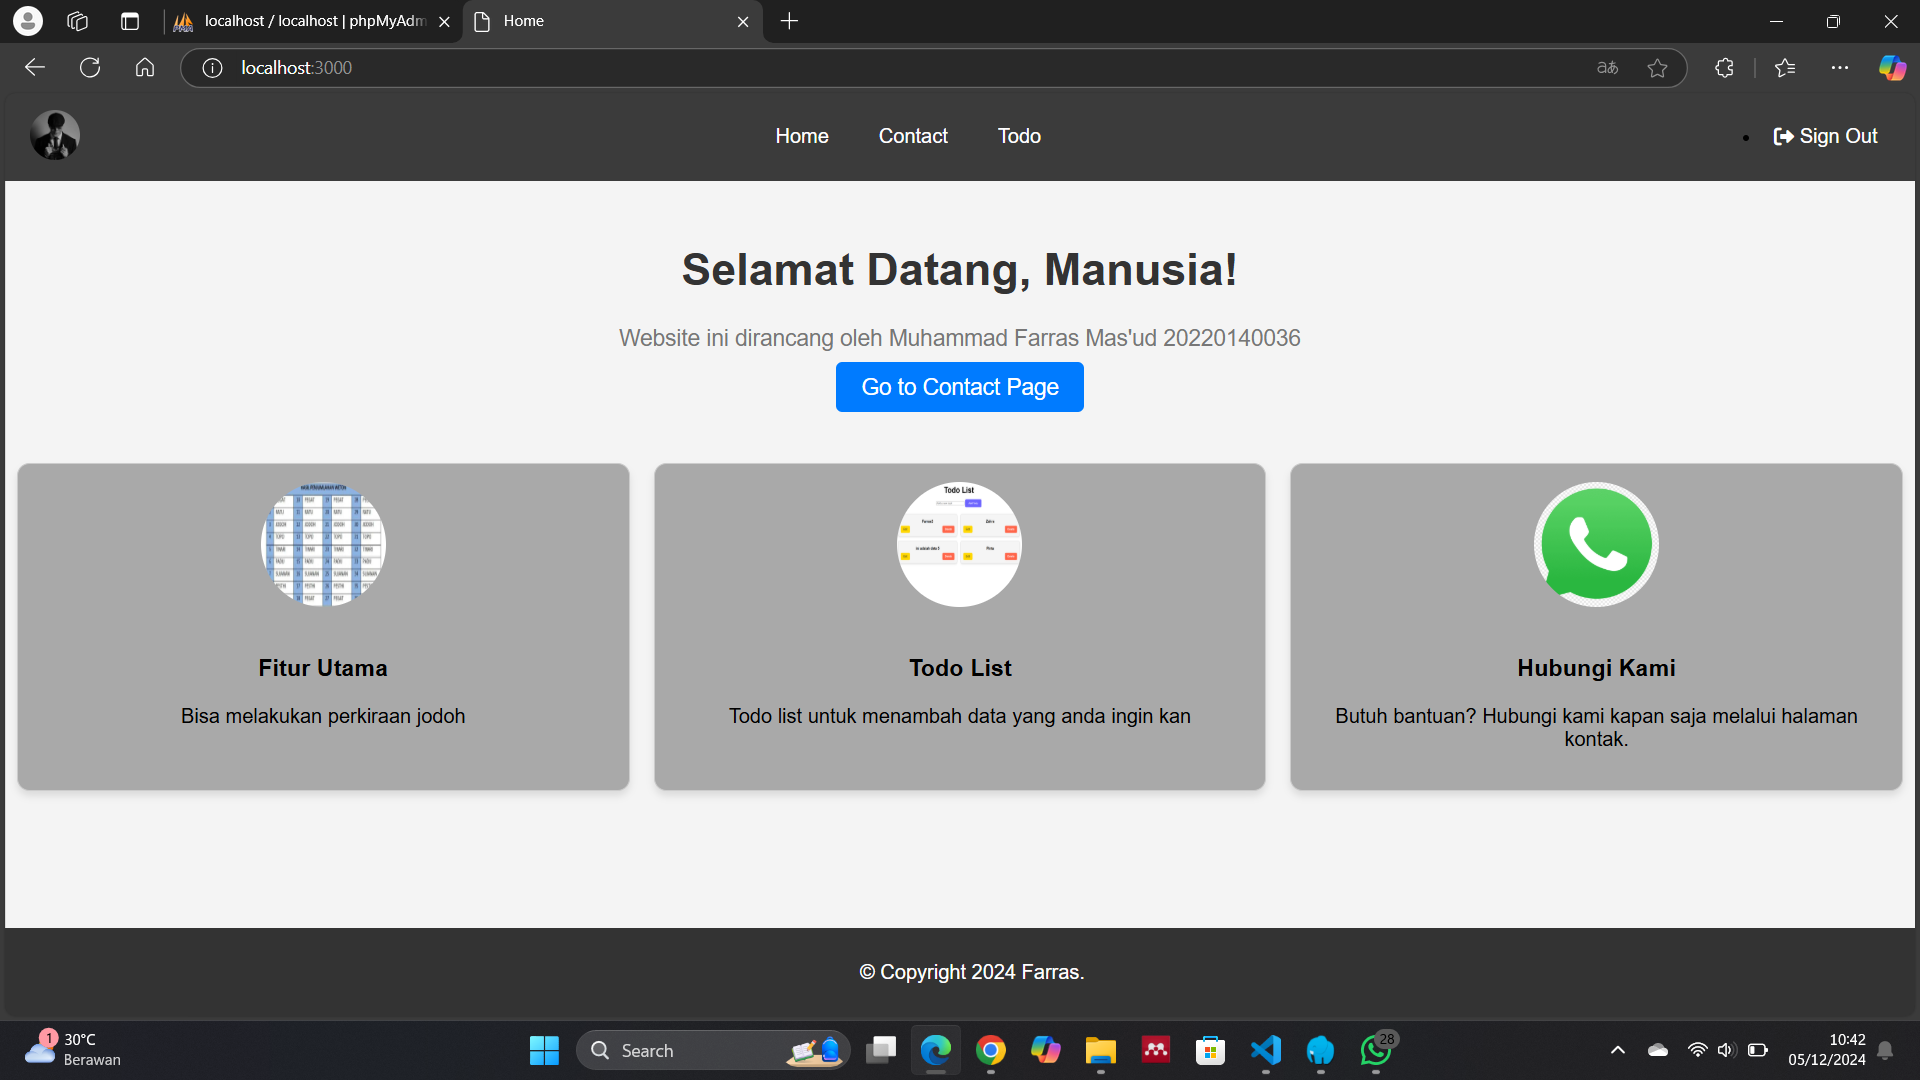 localhost / localhost | phpMyAdm
Home
localhost:3000
Home
Contact
Todo
Sign Out
Selamat Datang, Manusia!
Website ini dirancang oleh Muhammad Farras Mas'ud 20220140036
Go to Contact Page
Todo List
Fitur Utama
Bisa melakukan perkiraan jodoh
Todo List
Todo list untuk menambah data yang anda ingin kan
Hubungi Kami
Butuh bantuan? Hubungi kami kapan saja melalui halaman
kontak.
© Copyright 2024 Farras.
1
30°C
Berawan
Search
28
10:42
05/12/2024